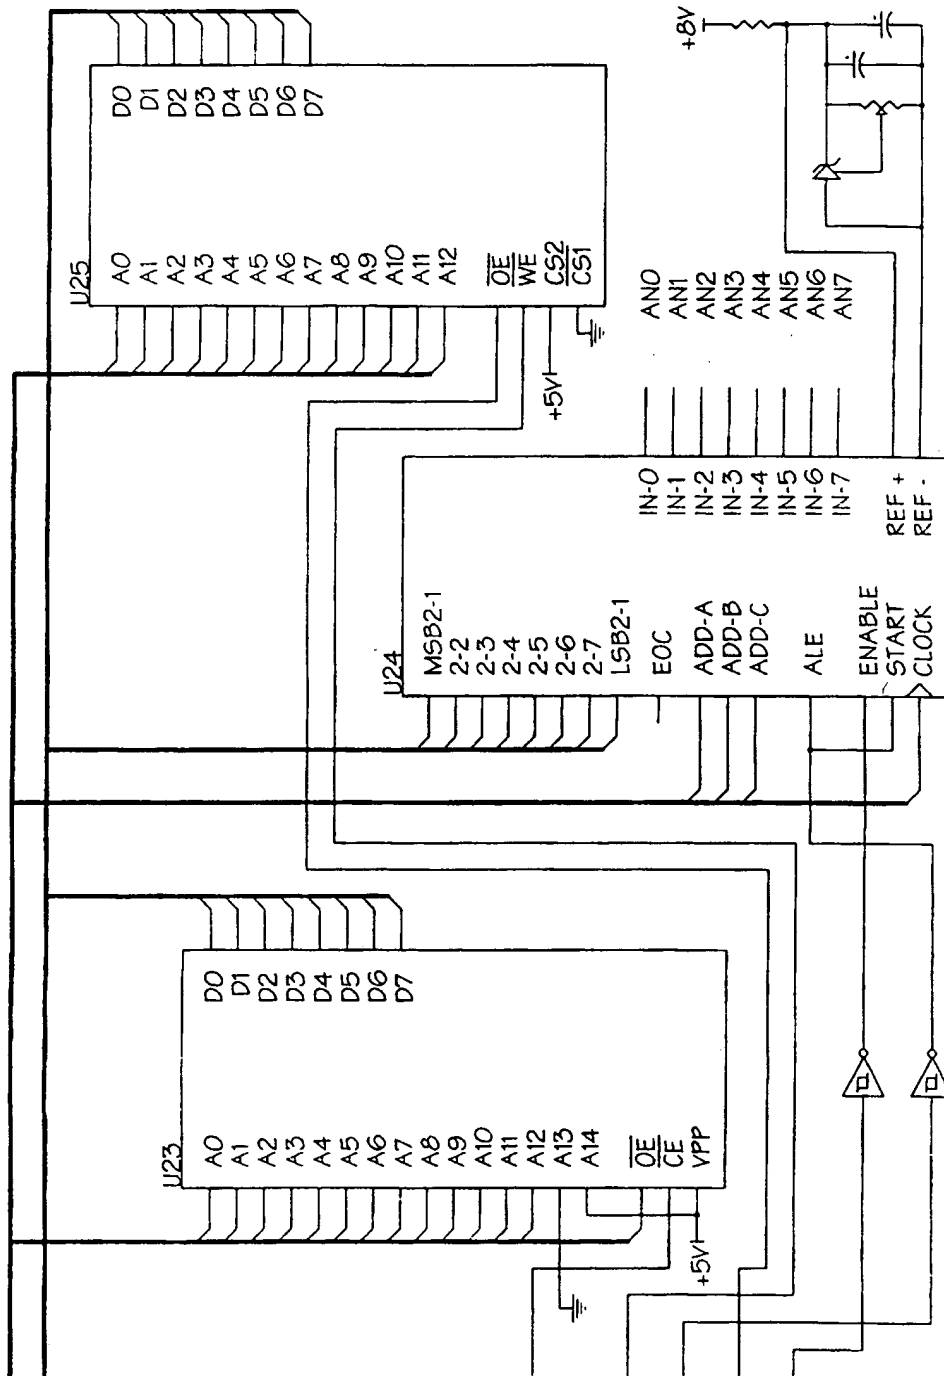 +8V
D0
D1
D2
D3
D4
D5
D6
D7
U25
A0
A1
A2
A3
A4
A5
A6
A7
A8
A9
A10
A11
A12
OE
WE
CS2
CS1
+5V
AN0
AN1
AN2
AN3
AN4
AN5
AN6
AN7
U24
MSB2-1
2-2
2-3
2-4
2-5
2-6
2-7
LSB2-1
EOC
ADD-A
ADD-B
ADD-C
ALE
ENABLE
START
CLOCK
IN-0
IN-1
IN-2
IN-3
IN-4
IN-5
IN-6
IN-7
REF +
REF -
D0
D1
D2
D3
D4
D5
D6
D7
U23
A0
A1
A2
A3
A4
A5
A6
A7
A8
A9
A10
A11
A12
A13
A14
OE
CE
VPP
+5V